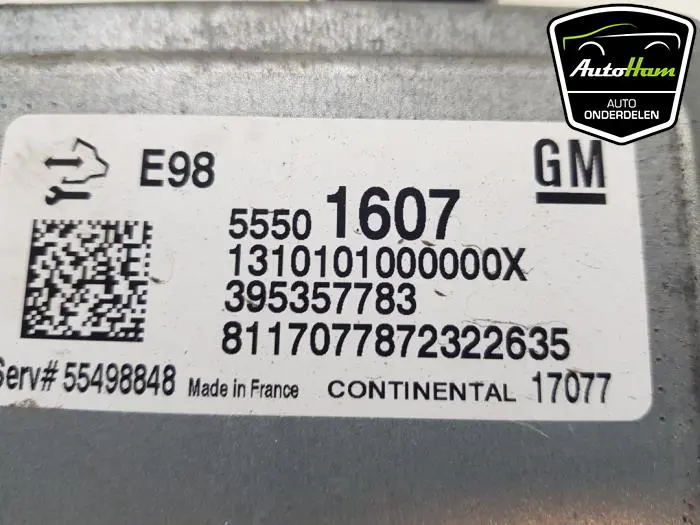 AutoHam
AUTO
ONDERDELEN
E98
GM
5550 1607
1310101000000X
395357783
8117077872322635
Serv# 55498848 Made in France CONTINENTAL 17077